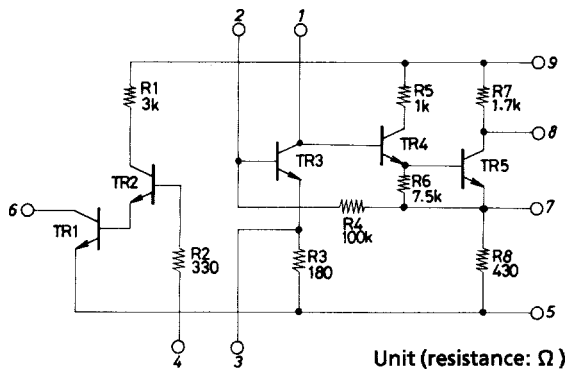 2 1
9
R1
3k
R5
1k
R7
1.7k
8
TR3
TR4
TR2
TR5
R6
7.5k
6
7
TR1
R4
100k
R2
330
R3
180
R8
430
5
4 3
Unit (resistance: Ω)